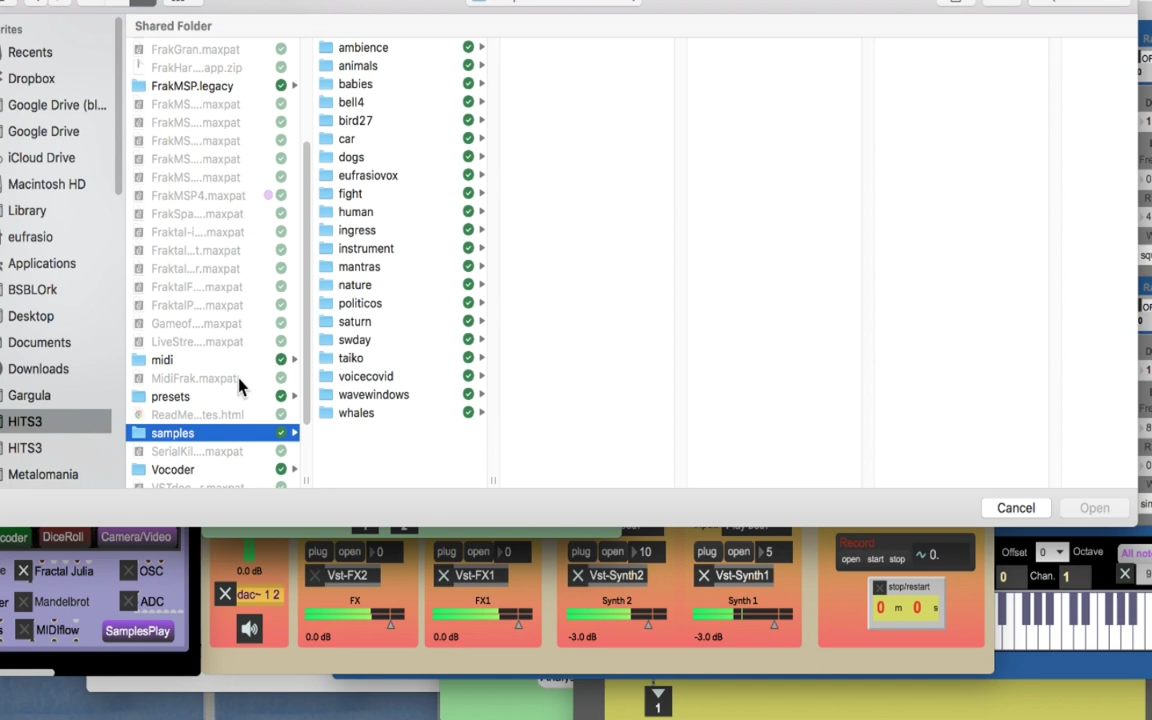 Shared Folder
rites
Recents
Dropbox
Google Drive (bl...
Google Drive
iCloud Drive
Macintosh HD
Library
eufrasio
Applications
BSBLOrk
Desktop
Documents
Downloads
Gargula
HITS3
HITS3
Metalomania
FrakGran.maxpat
FrakHar....app.zip
FrakMSP.legacy
FrakMS....maxpat
FrakMS....maxpat
FrakMS....maxpat
FrakMS....maxpat
FrakMS....maxpat
FrakMSP4.maxpat
FrakSpa....maxpat
Fraktal-i....maxpat
Fraktal...t.maxpat
Fraktal...r.maxpat
FraktalF....maxpat
FraktalP....maxpat
Gameof....maxpat
LiveStre....maxpat
midi
MidiFrak.maxpat
presets
ReadMe...tes.html
samples
SerialKil....maxpat
Vocoder
ambience
animals
babies
bell4
bird27
car
dogs
eufrasiovox
fight
human
ingress
instrument
mantras
nature
politicos
saturn
swday
taiko
voicecovid
wavewindows
whales
Cancel Open
coder DiceRoll Camera/Video
e Fractal Julia OSC
er Mandelbrot ADC
s MIDIflow SamplesPlay
0.0 dB
dac~ 1 2
plug open 0
Vst-FX2
FX
0.0 dB
plug open 0
Vst-FX1
FX1
0.0 dB
plug open 10
Vst-Synth2
Synth 2
-3.0 dB
plug open 5
Vst-Synth1
Synth 1
-3.0 dB
Record
open start stop 0.
stop/restart
0 m 0 s
Offset 0 Octave All not
0 Chan. 1 9
1